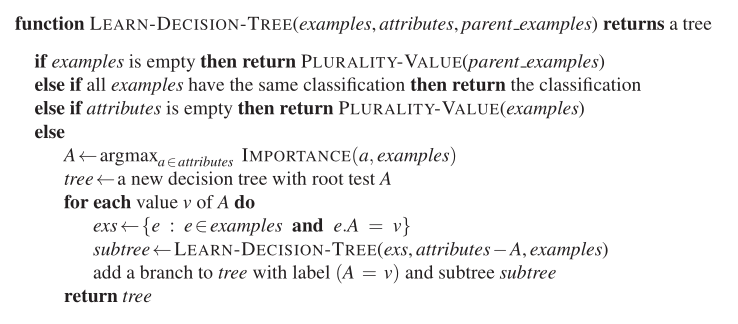 function LEARN-DECISION-TREE(examples, attributes, parent_examples) returns a tree
if examples is empty then return PLURALITY-VALUE(parent_examples)
else if all examples have the same classification then return the classification
else if attributes is empty then return PLURALITY-VALUE(examples)
else
A ← argmax a ∈ attributes IMPORTANCE(a, examples)
tree ← a new decision tree with root test A
for each value v of A do
exs ← {e : e ∈ examples and e.A = v}
subtree ← LEARN-DECISION-TREE(exs, attributes − A, examples)
add a branch to tree with label (A = v) and subtree subtree
return tree